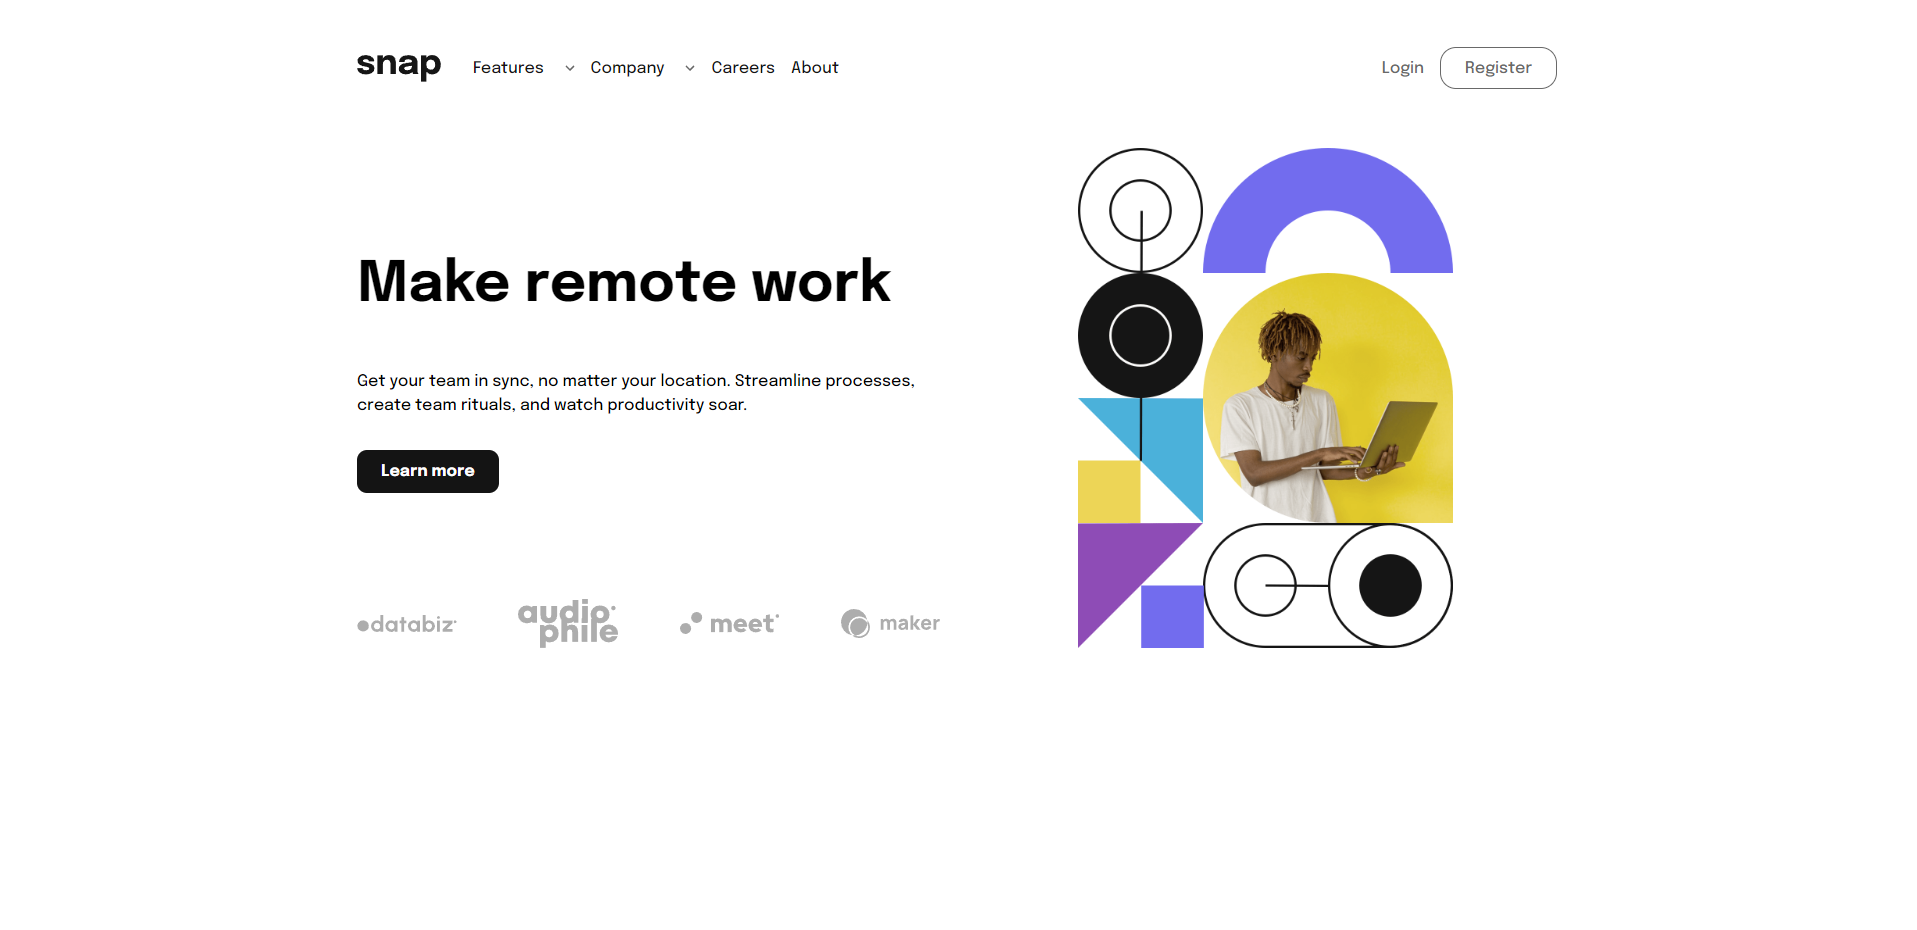 snap Features Company Careers About Login Register
Make remote work
Get your team in sync, no matter your location. Streamline processes,
create team rituals, and watch productivity soar.
Learn more
databiz audiophile meet maker